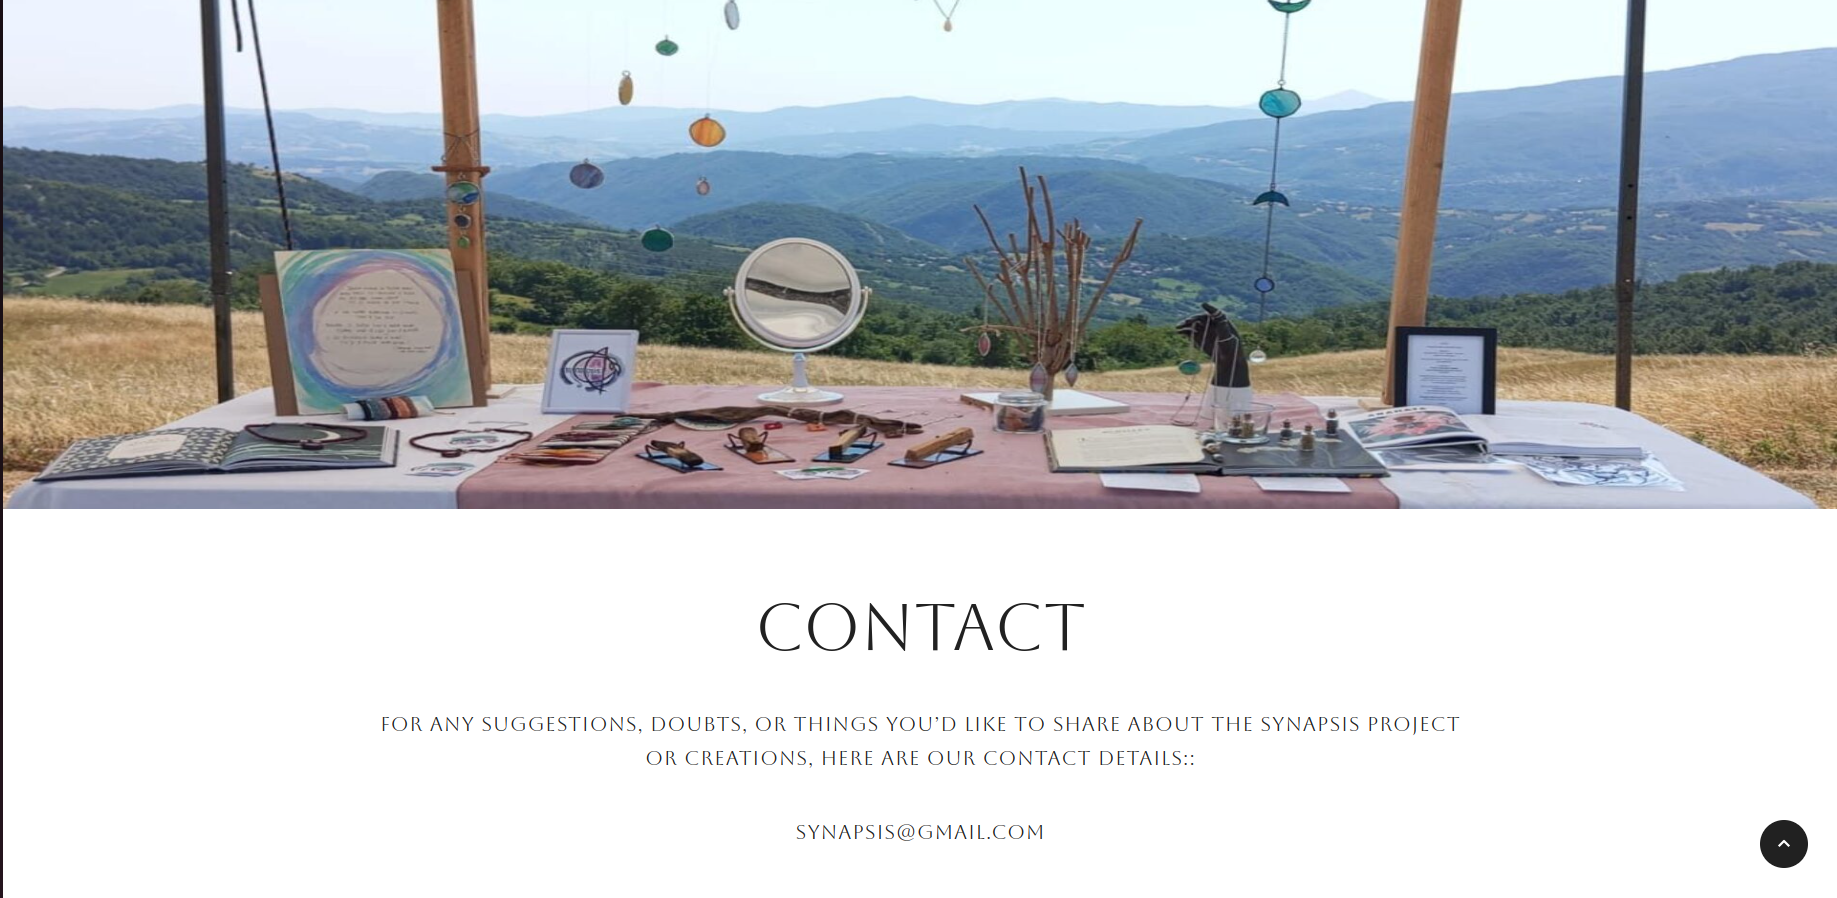 CONTACT
FOR ANY SUGGESTIONS, DOUBTS, OR THINGS YOU'D LIKE TO SHARE ABOUT THE SYNAPSIS PROJECT
OR CREATIONS, HERE ARE OUR CONTACT DETAILS::
SYNAPSIS@GMAIL.COM